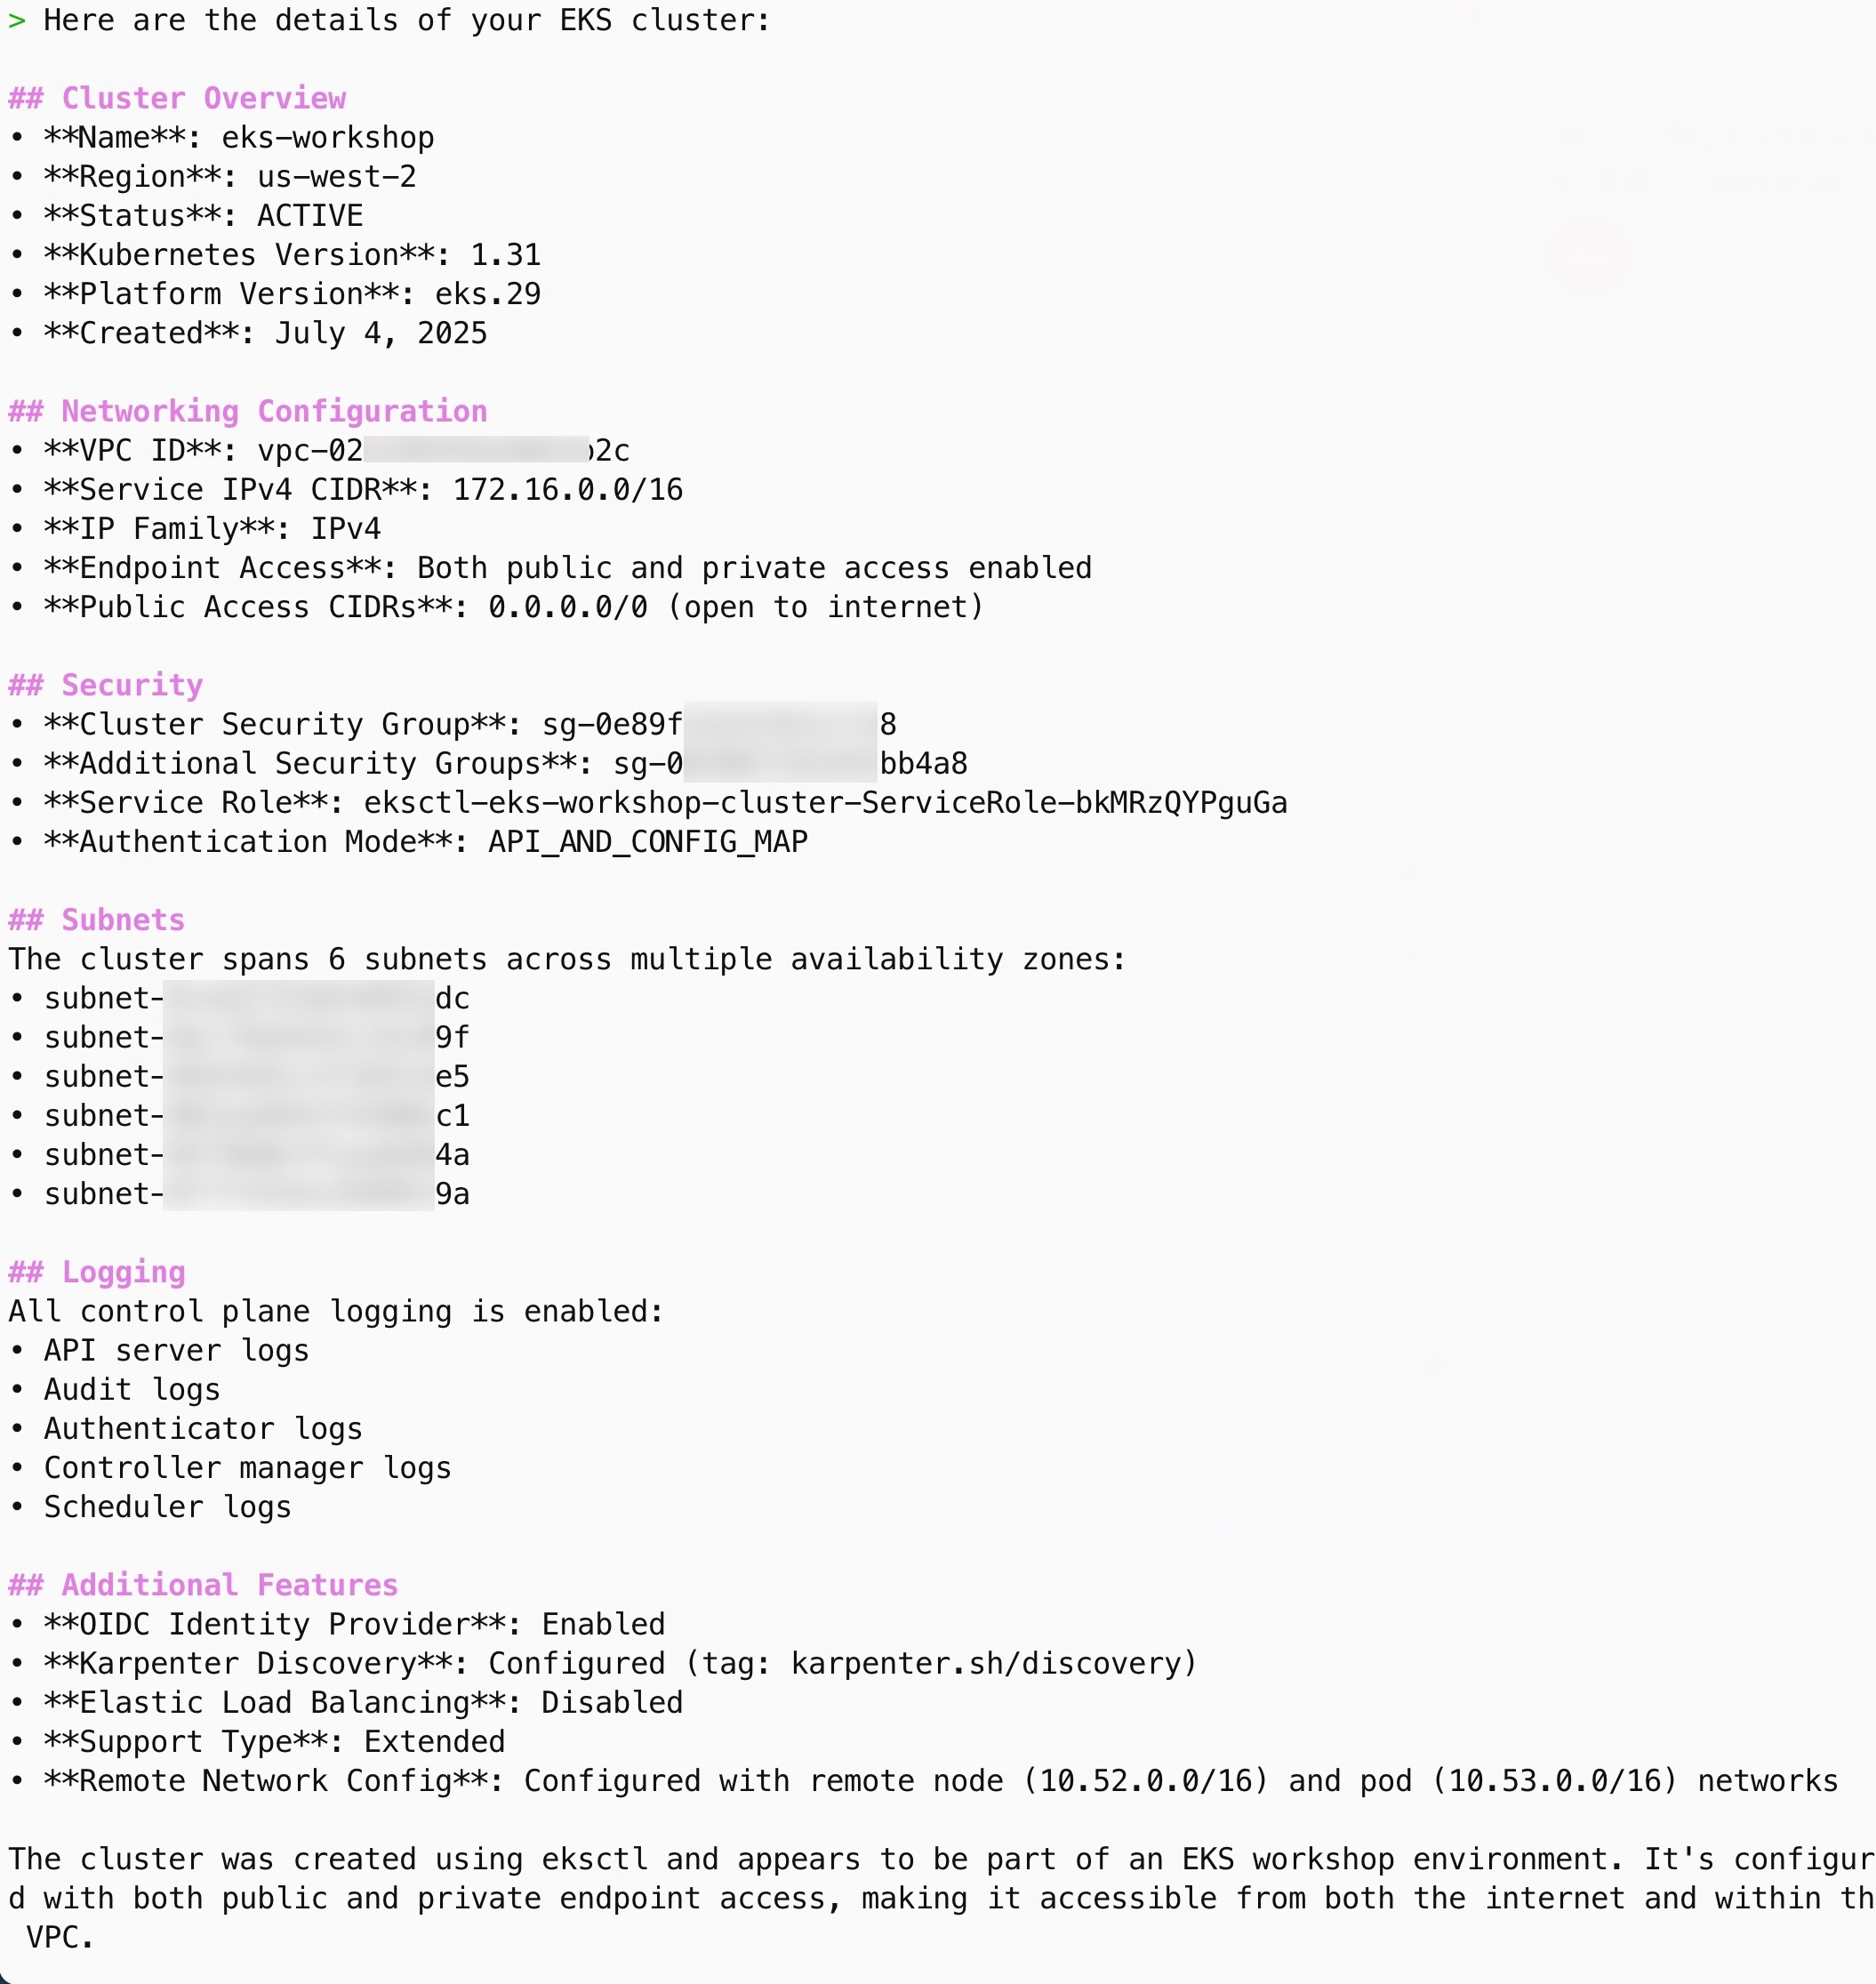 > Here are the details of your EKS cluster:
## Cluster Overview
• **Name**: eks-workshop
• **Region**: us-west-2
• **Status**: ACTIVE
• **Kubernetes Version**: 1.31
• **Platform Version**: eks.29
• **Created**: July 4, 2025
## Networking Configuration
• **VPC ID**: vpc-02 2c
• **Service IPv4 CIDR**: 172.16.0.0/16
• **IP Family**: IPv4
• **Endpoint Access**: Both public and private access enabled
• **Public Access CIDRs**: 0.0.0.0/0 (open to internet)
## Security
• **Cluster Security Group**: sg-0e89f 8
• **Additional Security Groups**: sg-0 bb4a8
• **Service Role**: eksctl-eks-workshop-cluster-ServiceRole-bkMRzQYPguGa
• **Authentication Mode**: API_AND_CONFIG_MAP
## Subnets
The cluster spans 6 subnets across multiple availability zones:
• subnet- dc
• subnet- 9f
• subnet- e5
• subnet- c1
• subnet- 4a
• subnet- 9a
## Logging
All control plane logging is enabled:
• API server logs
• Audit logs
• Authenticator logs
• Controller manager logs
• Scheduler logs
## Additional Features
• **OIDC Identity Provider**: Enabled
• **Karpenter Discovery**: Configured (tag: karpenter.sh/discovery)
• **Elastic Load Balancing**: Disabled
• **Support Type**: Extended
• **Remote Network Config**: Configured with remote node (10.52.0.0/16) and pod (10.53.0.0/16) networks
The cluster was created using eksctl and appears to be part of an EKS workshop environment. It's configur
d with both public and private endpoint access, making it accessible from both the internet and within th
VPC.